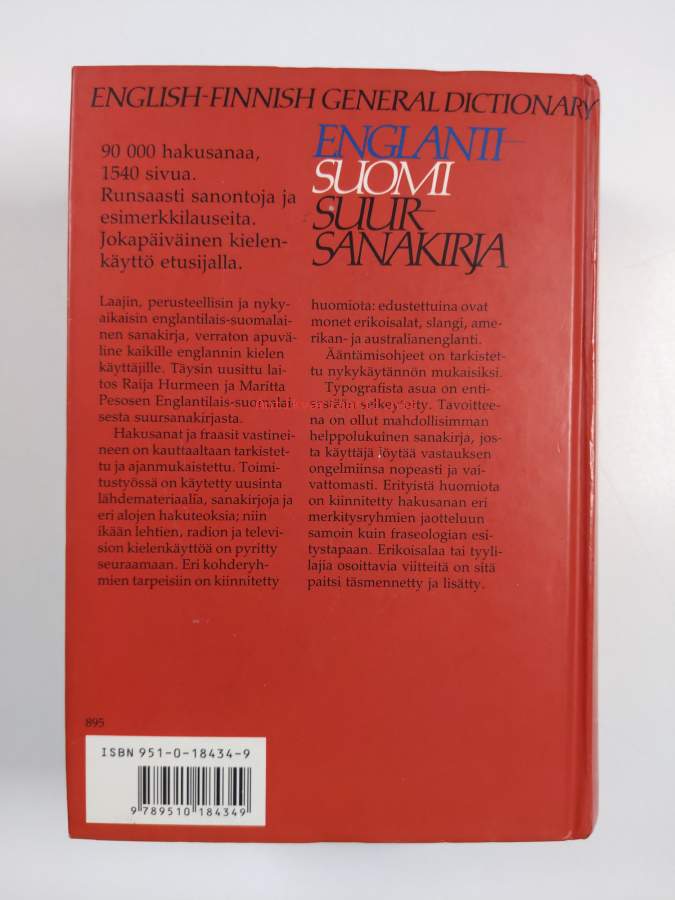 ENGLISH-FINNISH GENERAL DICTIONARY
ENGLANTI-
SUOMI
SUUR-
SANAKIRJA
90 000 hakusanaa,
1540 sivua.
Runsaasti sanontoja ja
esimerkkilauseita.
Jokapäiväinen kielen-
käyttö etusijalla.
Laajin, perusteellisin ja nyky-
aikaisin englantilais-suomalai-
nen sanakirja, verraton apuvä-
line kaikille englannin kielen
käyttäjille. Täysin uusittu lai-
tos Raija Hurmeen ja Maritta
Pesosen Englantilais-suomalai
sesta suursanakirjasta.
Hakusanat ja fraasit vastinei-
neen on kauttaaltaan tarkistet-
tu ja ajanmukaistettu. Toimi-
tustyössä on käytetty uusinta
lähdemateriaalia, sanakirjoja ja
eri alojen hakuteoksia; niin
ikään lehtien, radion ja televi-
sion kielenkäyttöä on pyritty
seuraamaan. Eri kohderyh-
mien tarpeisiin on kiinnitetty
huomiota: edustettuina ovat
monet erikoisalat, slangi, ame-
rikan- ja australianenglanti.
Ääntämisohjeet on tarkistet-
tu nykykäytännön mukaisiksi.
Typografista asua on enti-
sestään selkeytetty. Tavoittee-
na on ollut mahdollisimman
helppolukuinen sanakirja, jos-
ta käyttäjä löytää vastauksen
ongelmiinsa nopeasti ja vai-
vattomasti. Erityistä huomiota
on kiinnitetty hakusanan eri
merkitysryhmien jaotteluun
samoin kuin fraseologian esi-
tystapaan. Erikoisalaa tai tyyli-
lajia osoittavia viitteitä on sitä
paitsi täsmennetty ja lisätty.
895
ISBN 951-0-18434-9
9 789510 184349